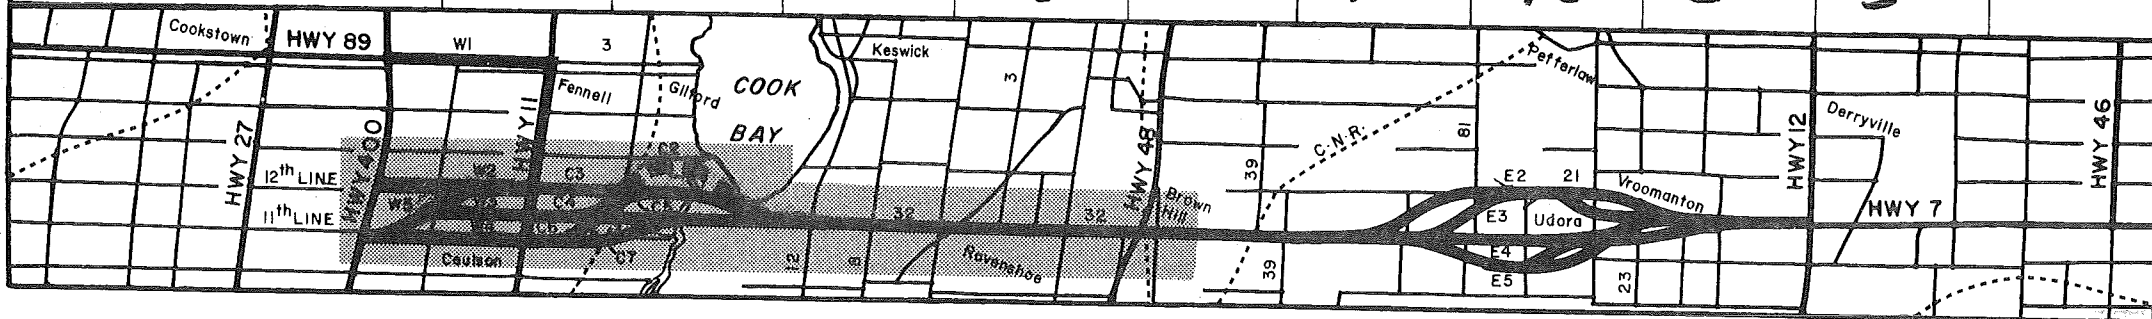 Cookstown
HWY 89
W1
3
Keswick
COOK
BAY
Fennell
Gilford
3
Pefferlaw
HWY 27
HWY 400
HWY 11
HWY 48
C.N.R.
81
HWY 12
Derryville
HWY 46
12th LINE
11th LINE
C2
W2
C3
C4
C7
Coulson
32
32
12
8
Ravenshoe
Brown
Hill
39
39
E2
21
Vroomanton
E3
Udora
E4
E5
23
HWY 7